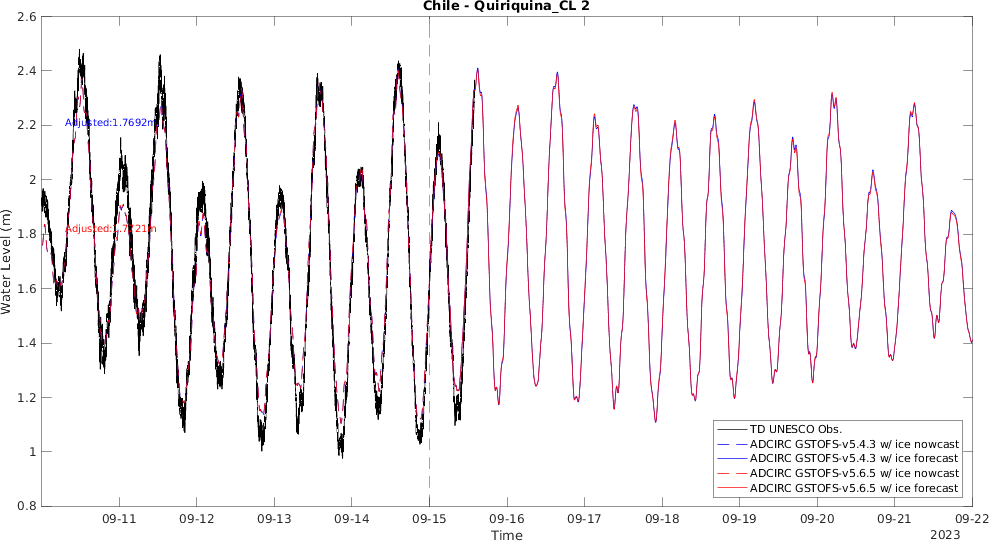 Chile - Quiriquina_CL 2
2.6
2.4
2.2
2
1.8
1.6
1.4
1.2
1
0.8
Water Level (m)
Adjusted:1.7692m
TD UNESCO Obs.
ADCIRC GSTOFS-v5.4.3 w/ ice nowcast
ADCIRC GSTOFS-v5.4.3 w/ ice forecast
ADCIRC GSTOFS-v5.6.5 w/ ice nowcast
ADCIRC GSTOFS-v5.6.5 w/ ice forecast
09-11 09-12 09-13 09-14 09-15 09-16 09-17 09-18 09-19 09-20 09-21 09-22
Time
2023